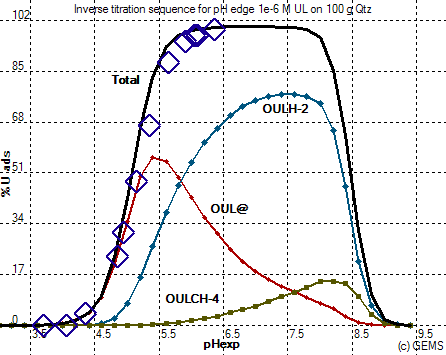 Inverse titration sequence for pH edge 1e-6 M UL on 100 g Qtz
102
85
68
51
34
17
0
% U ads
Total
OULH-2
OUL@
OULCH-4
3.5
4.5
5.5
6.5
7.5
8.5
9.5
pHexp
(c) GEMS